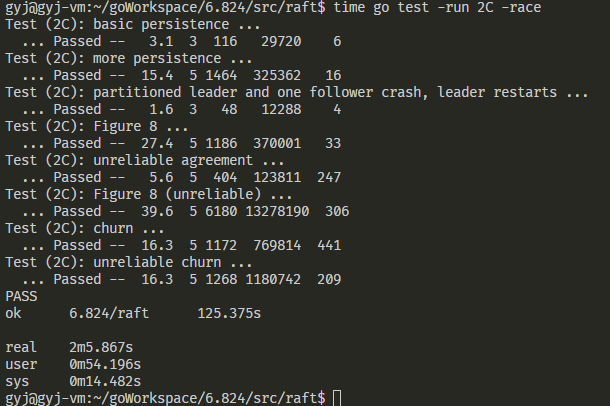 gyj@gyj-vm:~/goWorkspace/6.824/src/raft$ time go test -run 2C -race
Test (2C): basic persistence ...
  ... Passed --   3.1  3  116   29720    6
Test (2C): more persistence ...
  ... Passed --  15.4  5 1464  325362   16
Test (2C): partitioned leader and one follower crash, leader restarts ...
  ... Passed --   1.6  3   48   12288    4
Test (2C): Figure 8 ...
  ... Passed --  27.4  5 1186  370001   33
Test (2C): unreliable agreement ...
  ... Passed --   5.6  5  404  123811  247
Test (2C): Figure 8 (unreliable) ...
  ... Passed --  39.6  5 6180 13278190  306
Test (2C): churn ...
  ... Passed --  16.3  5 1172  769814  441
Test (2C): unreliable churn ...
  ... Passed --  16.3  5 1268 1180742  209
PASS
ok      6.824/raft      125.375s

real    2m5.867s
user    0m54.196s
sys     0m14.482s
gyj@gyj-vm:~/goWorkspace/6.824/src/raft$